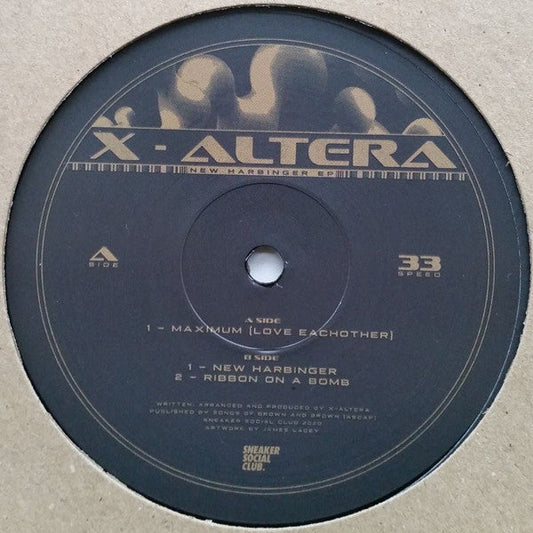 X - ALTERA
NEW HARBINGER EP
A
SIDE
33
SPEED
A SIDE
1 - MAXIMUM (LOVE EACHOTHER)
B SIDE
1 - NEW HARBINGER
2 - RIBBON ON A BOMB
WRITTEN, ARRANGED AND PRODUCED BY X-ALTERA
PUBLISHED BY SONGS OF BROWN AND BROWN (ASCAP)
SNEAKER SOCIAL CLUB 2020
ARTWORK BY JAMES LACEY
SNEAKER
SOCIAL
CLUB.